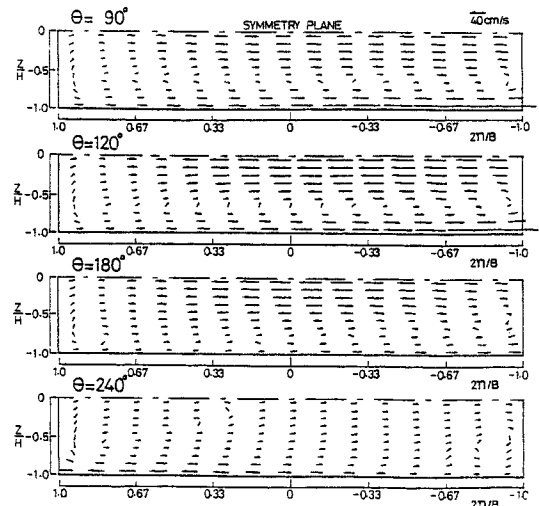 Θ= 90° SYMMETRY PLANE 40cm/s
0
Z/H -0.5
-1.0
1.0 0·67 0.33 0 -0.33 -0.67 -1.0
2n/B
Θ=120°
0
Z/H -0.5
-1.0
1.0 0·67 0.33 0 -0·33 -0·67 -1.0
2n/B
Θ=180°
0
Z/H -0.5
-1.0
1.0 0·67 0·33 0 -0·33 -0·67 -1.0
2n/B
Θ=240°
0
Z/H -0.5
-1.0
1.0 0·67 0·33 0 -0·33 -0·67 -1.0
2n/B